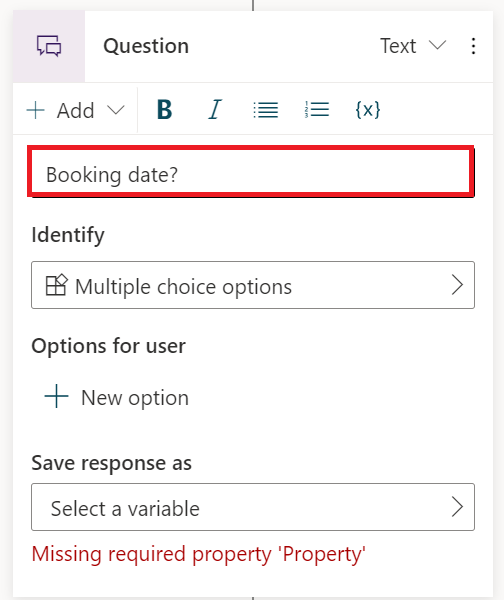 Question Text
Add B I {x}
Booking date?
Identify
Multiple choice options
Options for user
New option
Save response as
Select a variable
Missing required property 'Property'